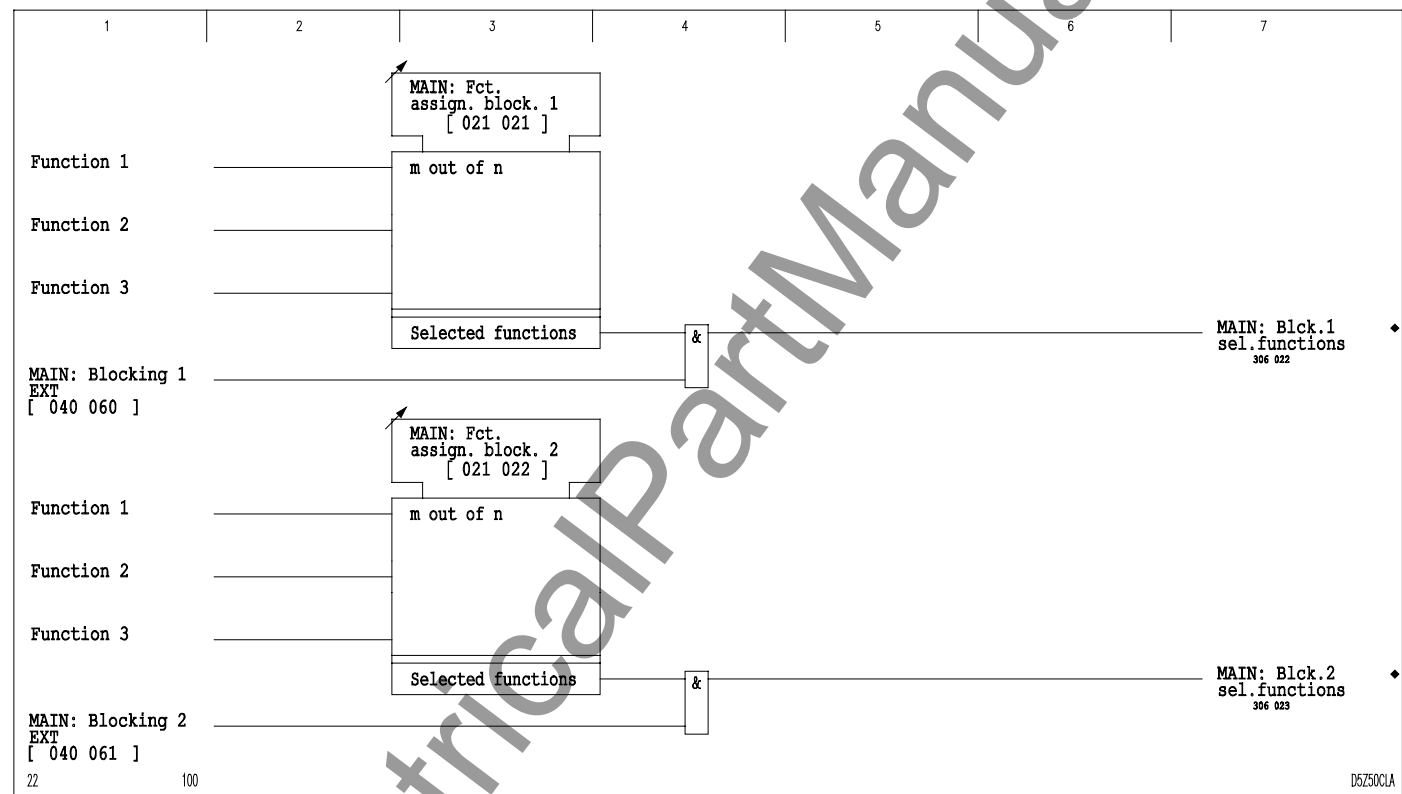 1 2 3 4 5 6 7
MAIN: Fct.
assign. block. 1
[ 021 021 ]
Function 1
m out of n
Function 2
Function 3
Selected functions
&
MAIN: Blck.1
sel.functions
306 022
MAIN: Blocking 1
EXT
[ 040 060 ]
MAIN: Fct.
assign. block. 2
[ 021 022 ]
Function 1
m out of n
Function 2
Function 3
Selected functions
&
MAIN: Blck.2
sel.functions
306 023
MAIN: Blocking 2
EXT
[ 040 061 ]
22 100
D5Z50CLA
tricalPartManua